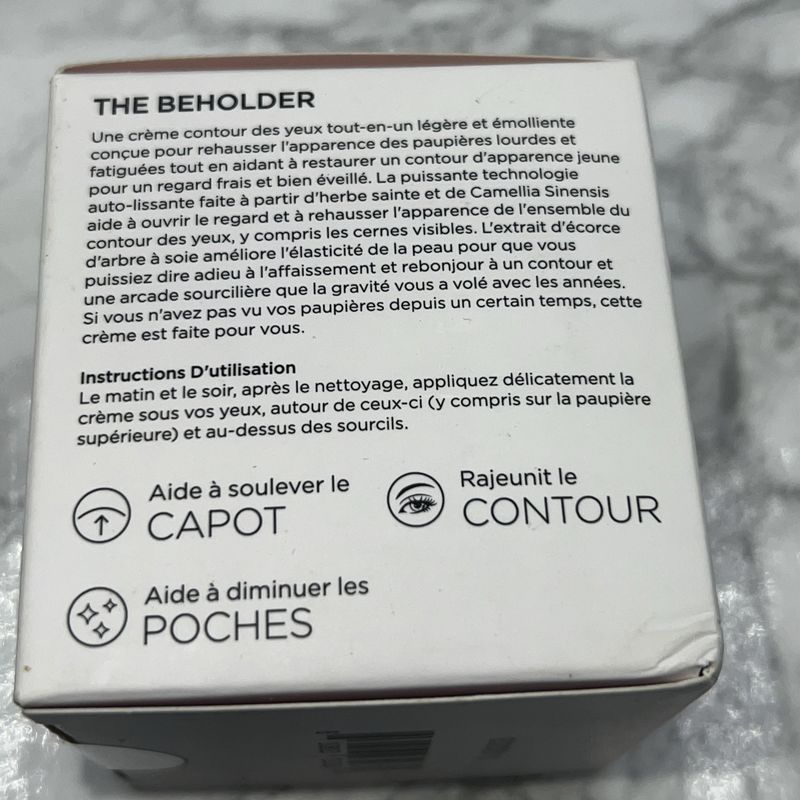 THE BEHOLDER
Une crème contour des yeux tout-en-un légère et émolliente
conçue pour rehausser l'apparence des paupières lourdes et
fatiguées tout en aidant à restaurer un contour d'apparence jeune
pour un regard frais et bien éveillé. La puissante technologie
auto-lissante faite à partir d'herbe sainte et de Camellia Sinensis
aide à ouvrir le regard et à rehausser l'apparence de l'ensemble du
contour des yeux, y compris les cernes visibles. L'extrait d'écorce
d'arbre à soie améliore l'élasticité de la peau pour que vous
puissiez dire adieu à l'affaissement et rebonjour à un contour et
une arcade sourcilière que la gravité vous a volé avec les années.
Si vous n'avez pas vu vos paupières depuis un certain temps, cette
crème est faite pour vous.
Instructions D'utilisation
Le matin et le soir, après le nettoyage, appliquez délicatement la
crème sous vos yeux, autour de ceux-ci (y compris sur la paupière
supérieure) et au-dessus des sourcils.
Aide à soulever le
CAPOT
Rajeunit le
CONTOUR
Aide à diminuer les
POCHES